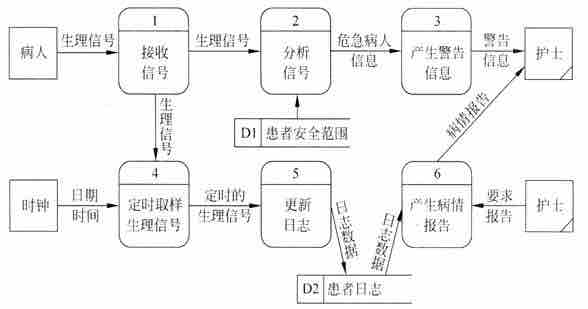 1
2
3
病人
生理信号
接收
信号
生理信号
分析
信号
危急病人
信息
产生警告
信息
警告
信息
护士
生理信号
D1 患者安全范围
病情报告
4
5
6
时钟
日期
时间
定时取样
生理信号
定时的
生理信号
更新
日志
日志数据
日志数据
产生病情
报告
要求
报告
护士
D2 患者日志